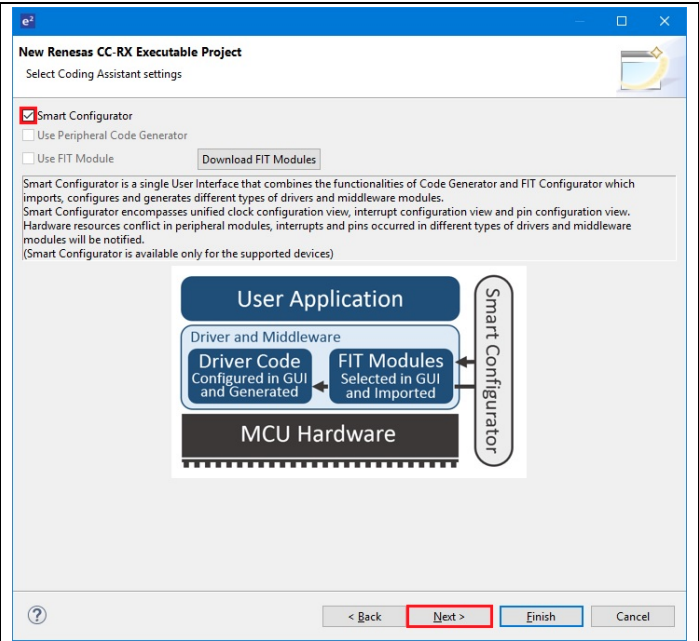 e²
New Renesas CC-RX Executable Project
Select Coding Assistant settings
Smart Configurator
Use Peripheral Code Generator
Use FIT Module
Download FIT Modules
Smart Configurator is a single User Interface that combines the functionalities of Code Generator and FIT Configurator which
imports, configures and generates different types of drivers and middleware modules.
Smart Configurator encompasses unified clock configuration view, interrupt configuration view and pin configuration view.
Hardware resources conflict in peripheral modules, interrupts and pins occurred in different types of drivers and middleware
modules will be notified.
(Smart Configurator is available only for the supported devices)
User Application
Driver and Middleware
Driver Code
Configured in GUI
and Generated
FIT Modules
Selected in GUI
and Imported
MCU Hardware
Smart Configurator
?
< Back
Next >
Finish
Cancel